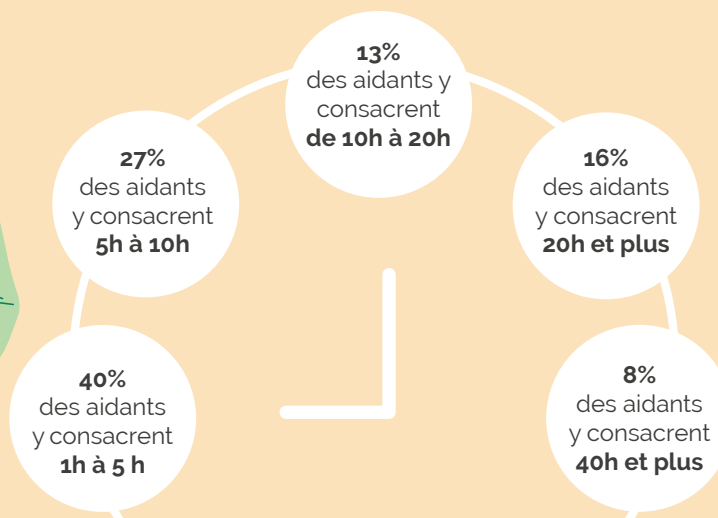 13%
des aidants y
consacrent
de 10h à 20h
27%
des aidants
y consacrent
5h à 10h
16%
des aidants
y consacrent
20h et plus
40%
des aidants
y consacrent
1h à 5 h
8%
des aidants
y consacrent
40h et plus